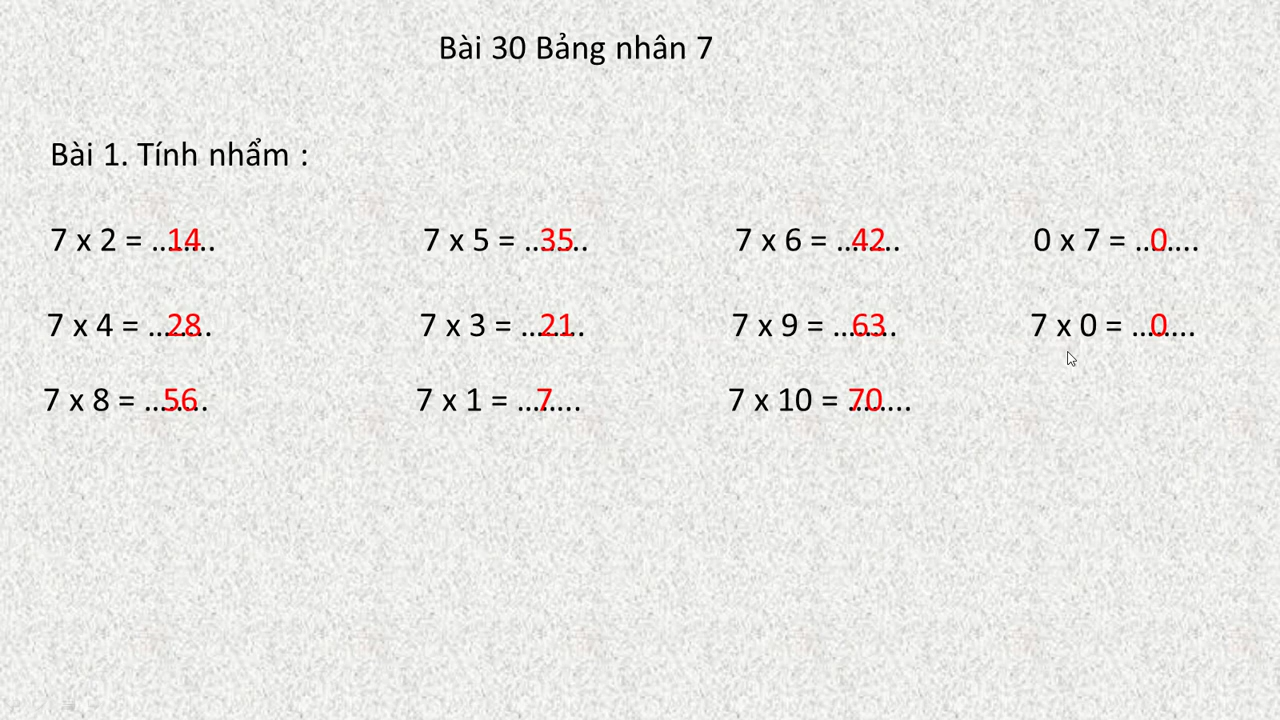 Bài 30 Bảng nhân 7
Bài 1. Tính nhẩm :
7 x 2 = ...14... 7 x 5 = ...35... 7 x 6 = ...42... 0 x 7 = ...0...
7 x 4 = ...28... 7 x 3 = ...21... 7 x 9 = ...63... 7 x 0 = ...0...
7 x 8 = ...56... 7 x 1 = ...7... 7 x 10 = ...70...